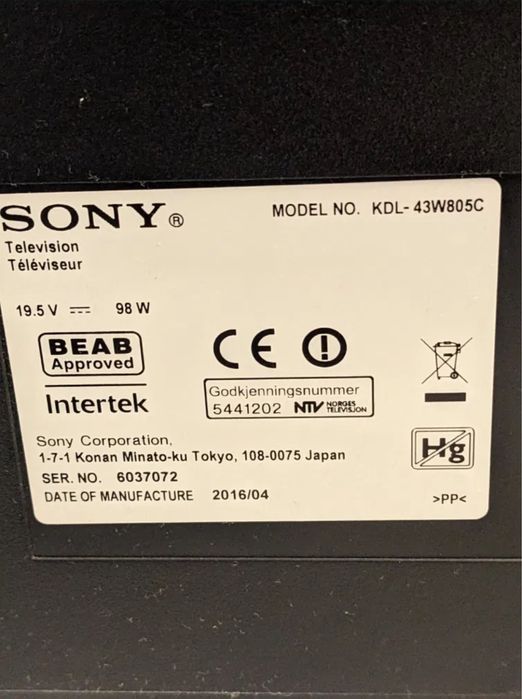 SONY®
MODEL NO. KDL-43W805C
Television
Téléviseur
19.5 V ⎓ 98 W
BEAB
Approved
Intertek
CE
Godkjenningsnummer
5441202 NTV NORGES TELEVISJON
Hg
Sony Corporation,
1-7-1 Konan Minato-ku Tokyo, 108-0075 Japan
SER. NO. 6037072
DATE OF MANUFACTURE 2016/04
>PP<